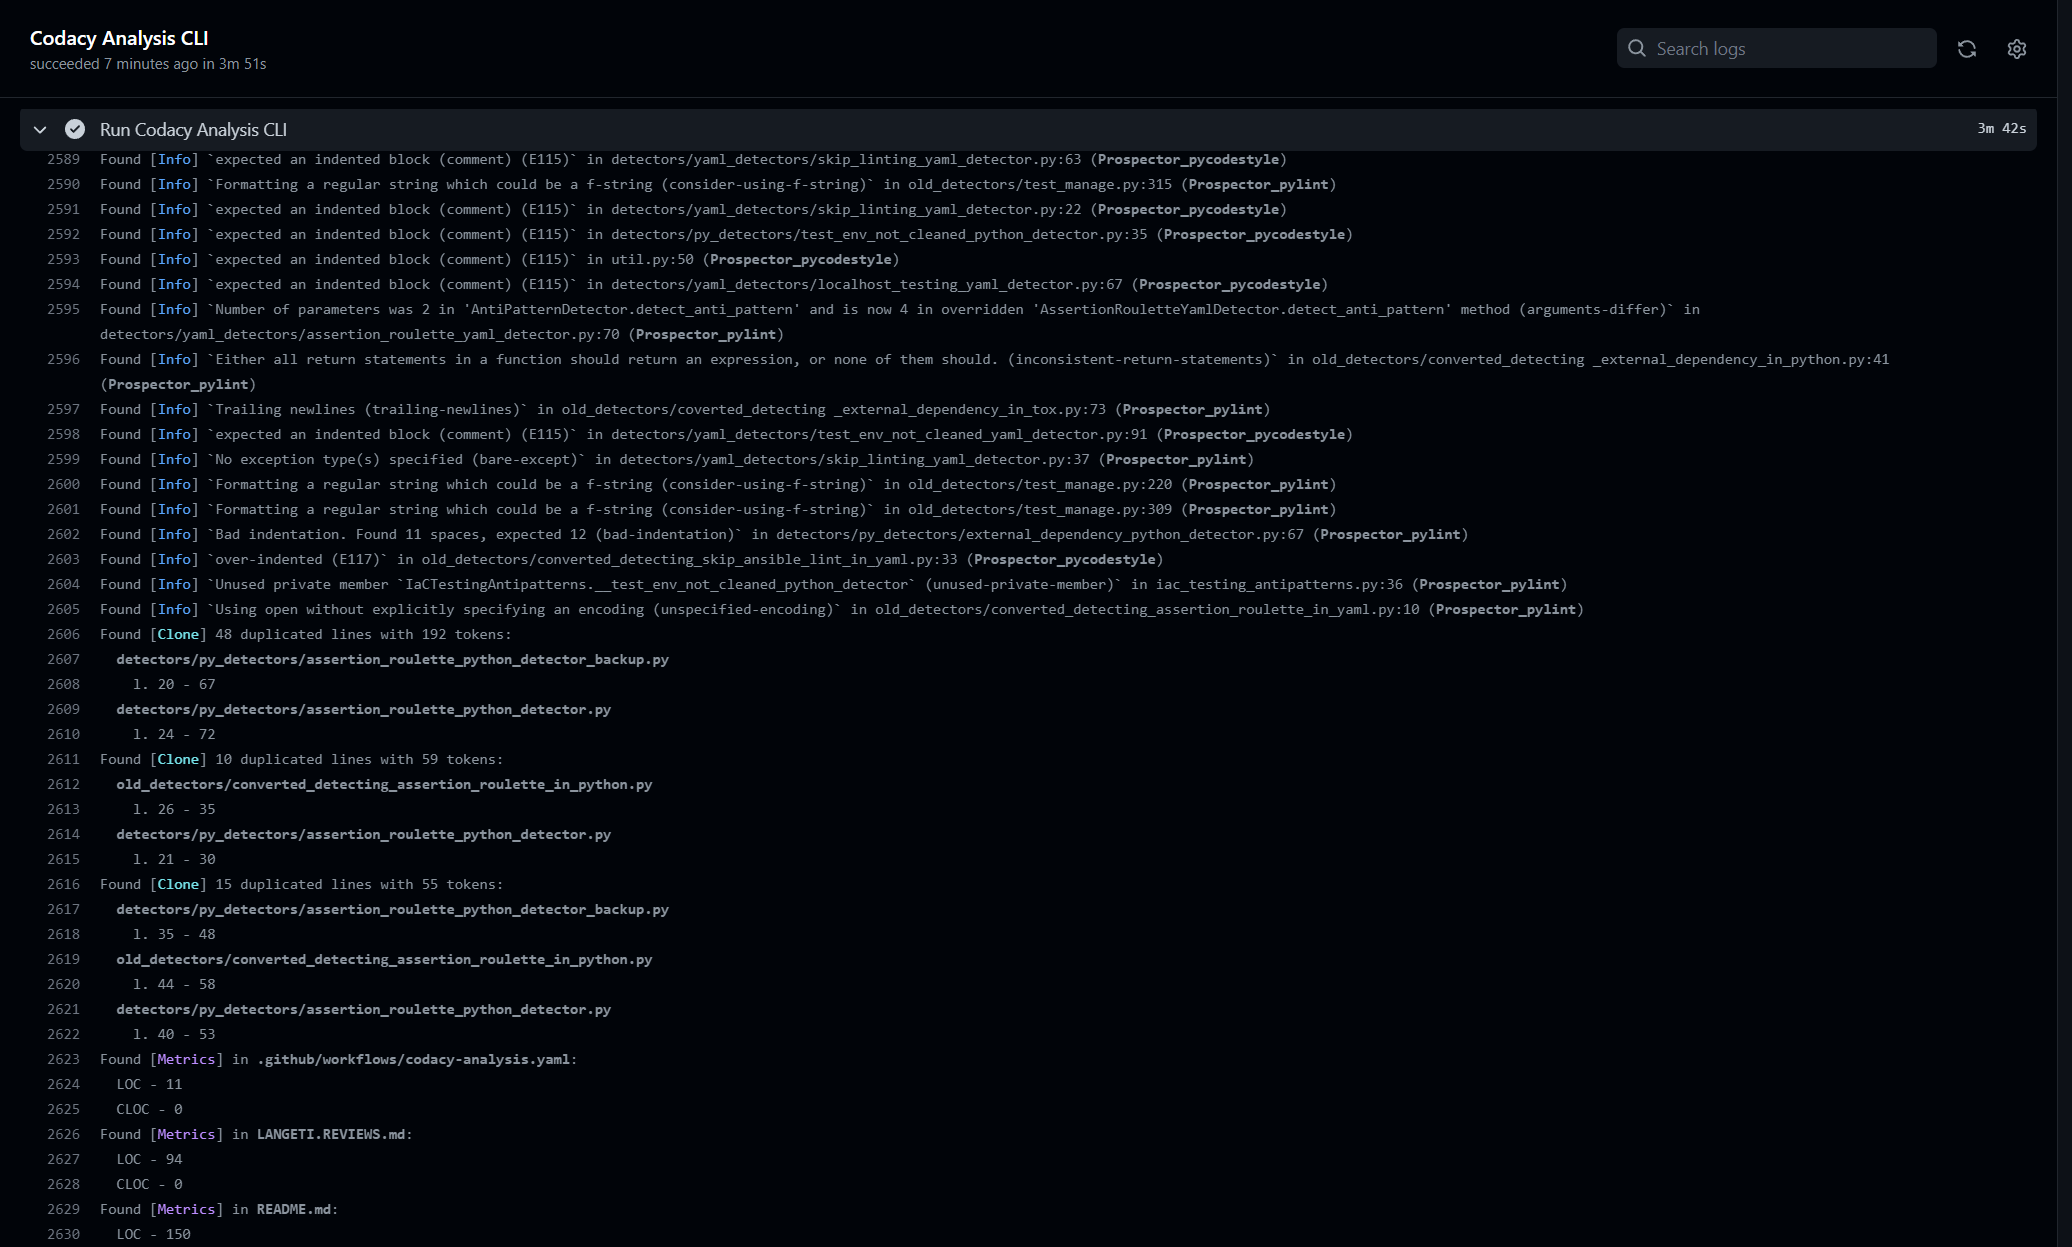 Codacy Analysis CLI
succeeded 7 minutes ago in 3m 51s
Search logs
Run Codacy Analysis CLI
3m 42s
2589 Found [Info] `expected an indented block (comment) (E115)` in detectors/yaml_detectors/skip_linting_yaml_detector.py:63 (Prospector_pycodestyle)
2590 Found [Info] `Formatting a regular string which could be a f-string (consider-using-f-string)` in old_detectors/test_manage.py:315 (Prospector_pylint)
2591 Found [Info] `expected an indented block (comment) (E115)` in detectors/yaml_detectors/skip_linting_yaml_detector.py:22 (Prospector_pycodestyle)
2592 Found [Info] `expected an indented block (comment) (E115)` in detectors/py_detectors/test_env_not_cleaned_python_detector.py:35 (Prospector_pycodestyle)
2593 Found [Info] `expected an indented block (comment) (E115)` in util.py:50 (Prospector_pycodestyle)
2594 Found [Info] `expected an indented block (comment) (E115)` in detectors/yaml_detectors/localhost_testing_yaml_detector.py:67 (Prospector_pycodestyle)
2595 Found [Info] `Number of parameters was 2 in 'AntiPatternDetector.detect_anti_pattern' and is now 4 in overridden 'AssertionRouletteYamlDetector.detect_anti_pattern' method (arguments-differ)` in
detectors/yaml_detectors/assertion_roulette_yaml_detector.py:70 (Prospector_pylint)
2596 Found [Info] `Either all return statements in a function should return an expression, or none of them should. (inconsistent-return-statements)` in old_detectors/converted_detecting _external_dependency_in_python.py:41
(Prospector_pylint)
2597 Found [Info] `Trailing newlines (trailing-newlines)` in old_detectors/coverted_detecting _external_dependency_in_tox.py:73 (Prospector_pylint)
2598 Found [Info] `expected an indented block (comment) (E115)` in detectors/yaml_detectors/test_env_not_cleaned_yaml_detector.py:91 (Prospector_pycodestyle)
2599 Found [Info] `No exception type(s) specified (bare-except)` in detectors/yaml_detectors/skip_linting_yaml_detector.py:37 (Prospector_pylint)
2600 Found [Info] `Formatting a regular string which could be a f-string (consider-using-f-string)` in old_detectors/test_manage.py:220 (Prospector_pylint)
2601 Found [Info] `Formatting a regular string which could be a f-string (consider-using-f-string)` in old_detectors/test_manage.py:309 (Prospector_pylint)
2602 Found [Info] `Bad indentation. Found 11 spaces, expected 12 (bad-indentation)` in detectors/py_detectors/external_dependency_python_detector.py:67 (Prospector_pylint)
2603 Found [Info] `over-indented (E117)` in old_detectors/converted_detecting_skip_ansible_lint_in_yaml.py:33 (Prospector_pycodestyle)
2604 Found [Info] `Unused private member `IaCTestingAntipatterns.__test_env_not_cleaned_python_detector` (unused-private-member)` in iac_testing_antipatterns.py:36 (Prospector_pylint)
2605 Found [Info] `Using open without explicitly specifying an encoding (unspecified-encoding)` in old_detectors/converted_detecting_assertion_roulette_in_yaml.py:10 (Prospector_pylint)
2606 Found [Clone] 48 duplicated lines with 192 tokens:
2607 detectors/py_detectors/assertion_roulette_python_detector_backup.py
2608 l. 20 - 67
2609 detectors/py_detectors/assertion_roulette_python_detector.py
2610 l. 24 - 72
2611 Found [Clone] 10 duplicated lines with 59 tokens:
2612 old_detectors/converted_detecting_assertion_roulette_in_python.py
2613 l. 26 - 35
2614 detectors/py_detectors/assertion_roulette_python_detector.py
2615 l. 21 - 30
2616 Found [Clone] 15 duplicated lines with 55 tokens:
2617 detectors/py_detectors/assertion_roulette_python_detector_backup.py
2618 l. 35 - 48
2619 old_detectors/converted_detecting_assertion_roulette_in_python.py
2620 l. 44 - 58
2621 detectors/py_detectors/assertion_roulette_python_detector.py
2622 l. 40 - 53
2623 Found [Metrics] in .github/workflows/codacy-analysis.yaml:
2624 LOC - 11
2625 CLOC - 0
2626 Found [Metrics] in LANGETI.REVIEWS.md:
2627 LOC - 94
2628 CLOC - 0
2629 Found [Metrics] in README.md:
2630 LOC - 150